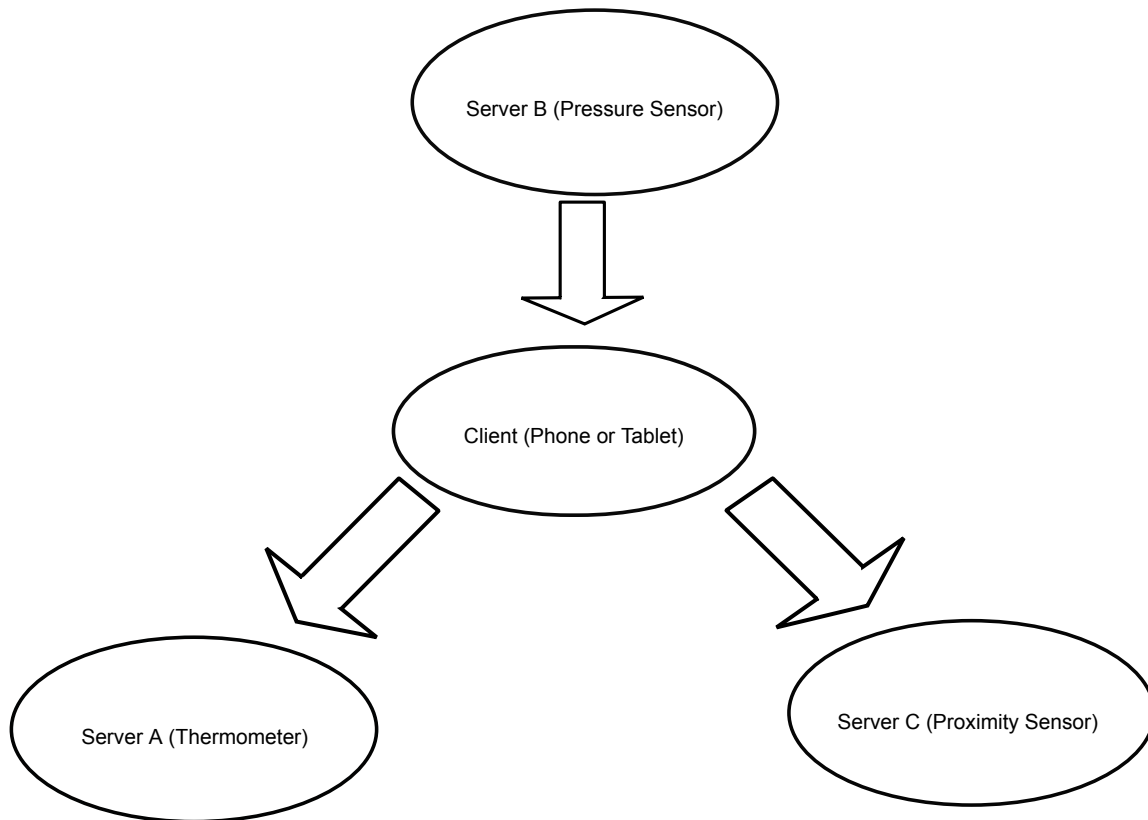 Server B (Pressure Sensor)
Client (Phone or Tablet)
Server A (Thermometer)
Server C (Proximity Sensor)